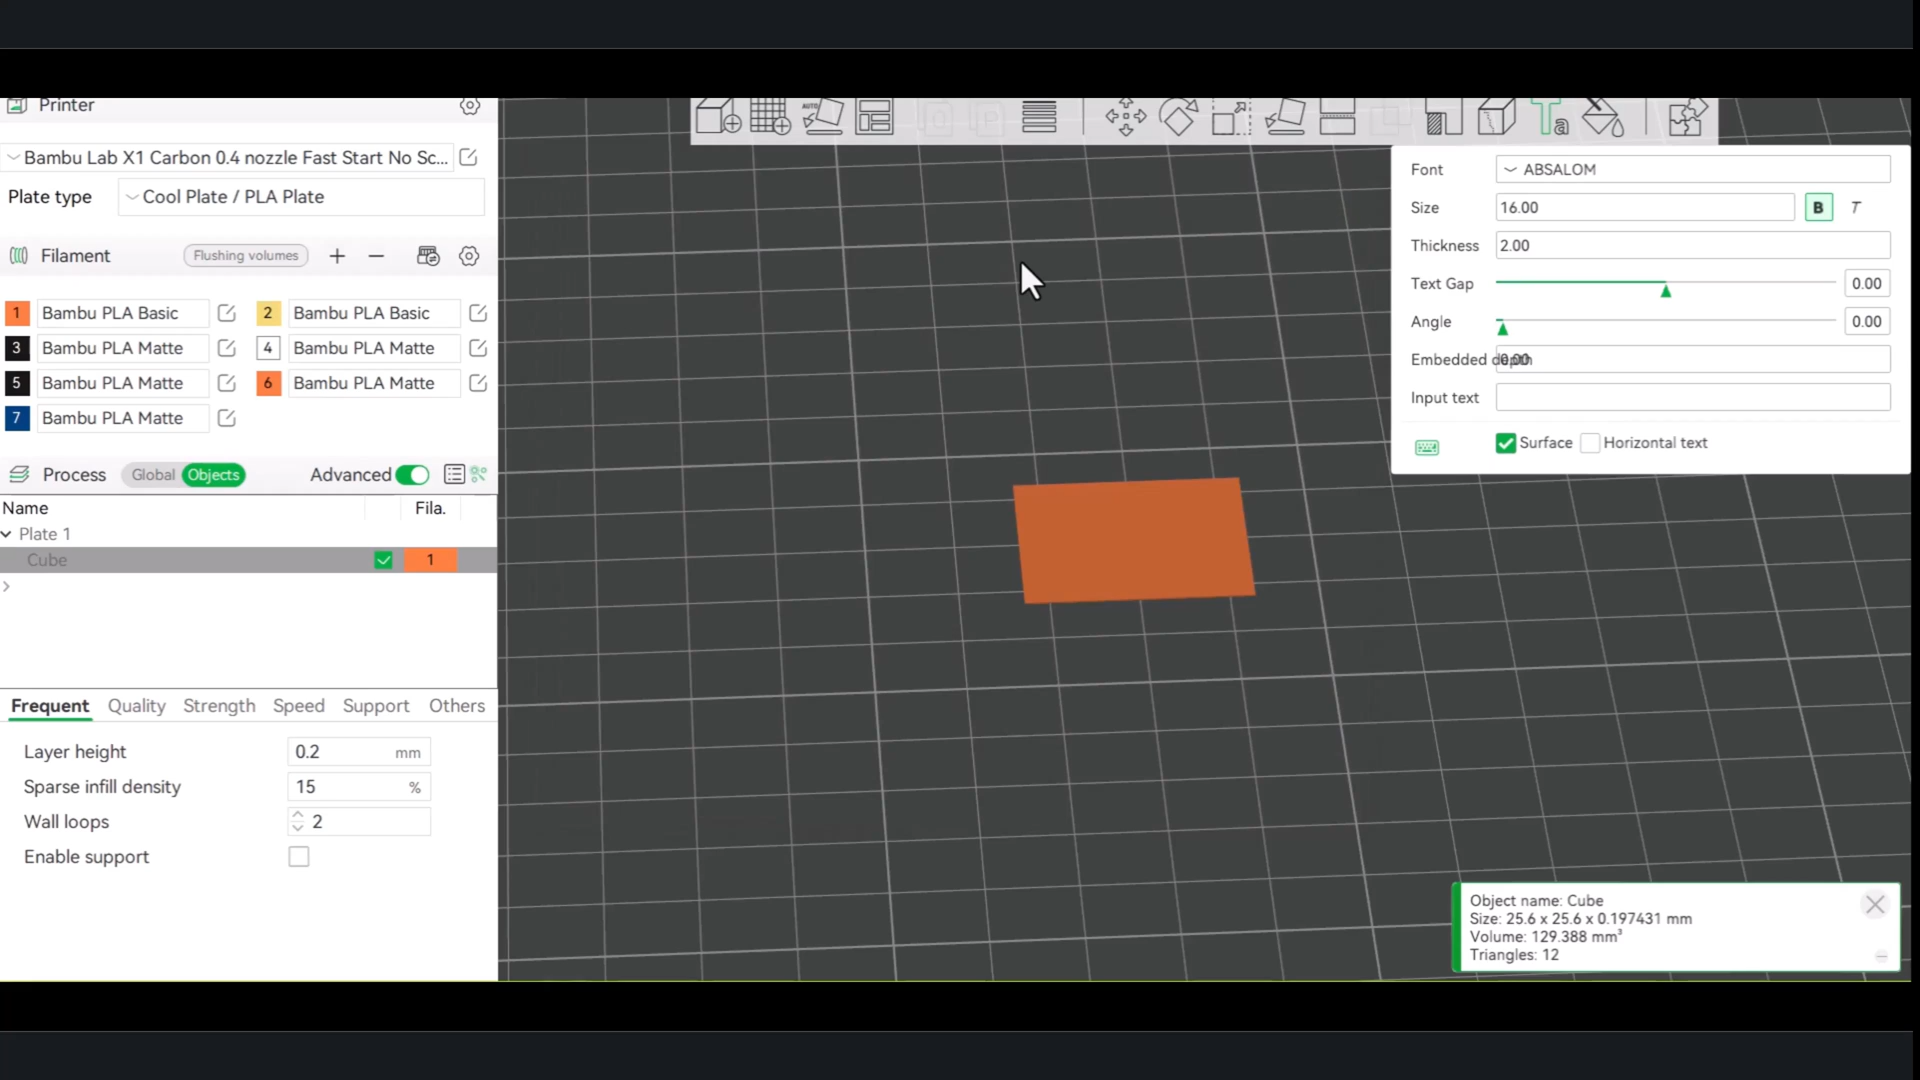 Printer
Bambu Lab X1 Carbon 0.4 nozzle Fast Start No Sc...
Plate type
Cool Plate / PLA Plate
Filament
Flushing volumes
1 Bambu PLA Basic
2 Bambu PLA Basic
3 Bambu PLA Matte
4 Bambu PLA Matte
5 Bambu PLA Matte
6 Bambu PLA Matte
7 Bambu PLA Matte
Process
Global
Objects
Advanced
Name
Fila.
Plate 1
Cube
1
Frequent
Quality
Strength
Speed
Support
Others
Layer height
0.2 mm
Sparse infill density
15 %
Wall loops
2
Enable support
AUTO
Ta
Font
ABSALOM
Size
16.00
B
T
Thickness
2.00
Text Gap
0.00
Angle
0.00
Embedded depth
0.00
Input text
Surface
Horizontal text
Object name: Cube
Size: 25.6 x 25.6 x 0.197431 mm
Volume: 129.388 mm³
Triangles: 12